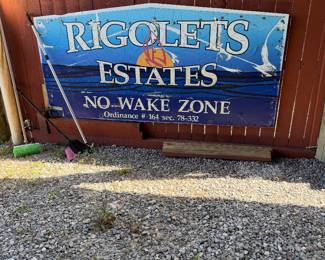 RIGOLETS
ESTATES
NO WAKE ZONE
Ordinance # 164 sec. 78-332